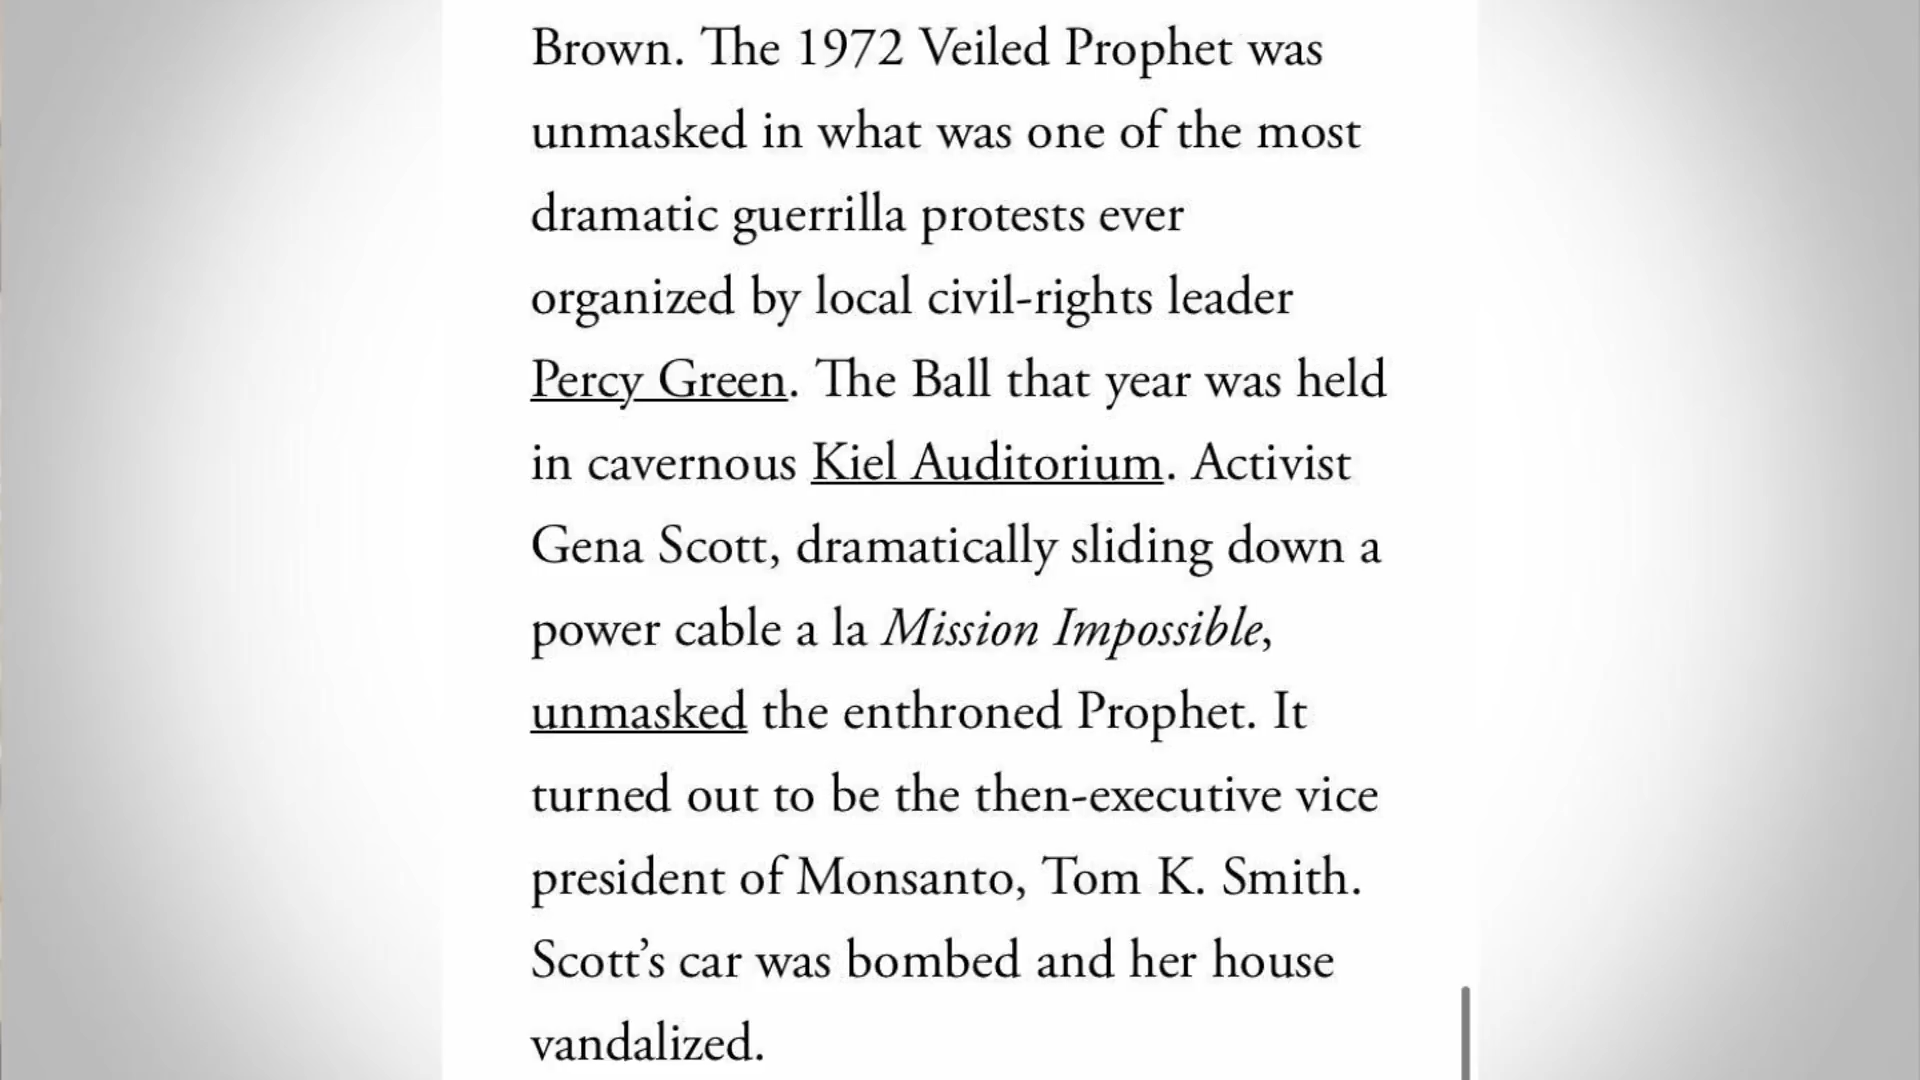 Brown. The 1972 Veiled Prophet was
unmasked in what was one of the most
dramatic guerrilla protests ever
organized by local civil-rights leader
Percy Green. The Ball that year was held
in cavernous Kiel Auditorium. Activist
Gena Scott, dramatically sliding down a
power cable a la Mission Impossible,
unmasked the enthroned Prophet. It
turned out to be the then-executive vice
president of Monsanto, Tom K. Smith.
Scott’s car was bombed and her house
vandalized.